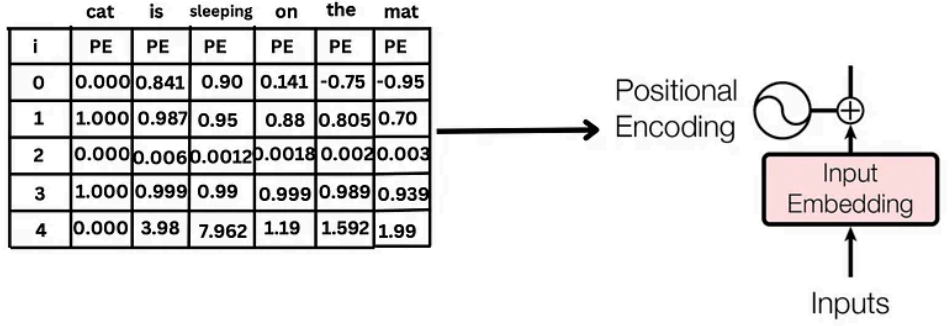 cat is sleeping on the mat
i PE PE PE PE PE PE
0 0.000 0.841 0.90 0.141 -0.75 -0.95
1 1.000 0.987 0.95 0.88 0.805 0.70
2 0.000 0.006 0.0012 0.0018 0.002 0.003
3 1.000 0.999 0.99 0.999 0.989 0.939
4 0.000 3.98 7.962 1.19 1.592 1.99
Positional
Encoding
Input
Embedding
Inputs